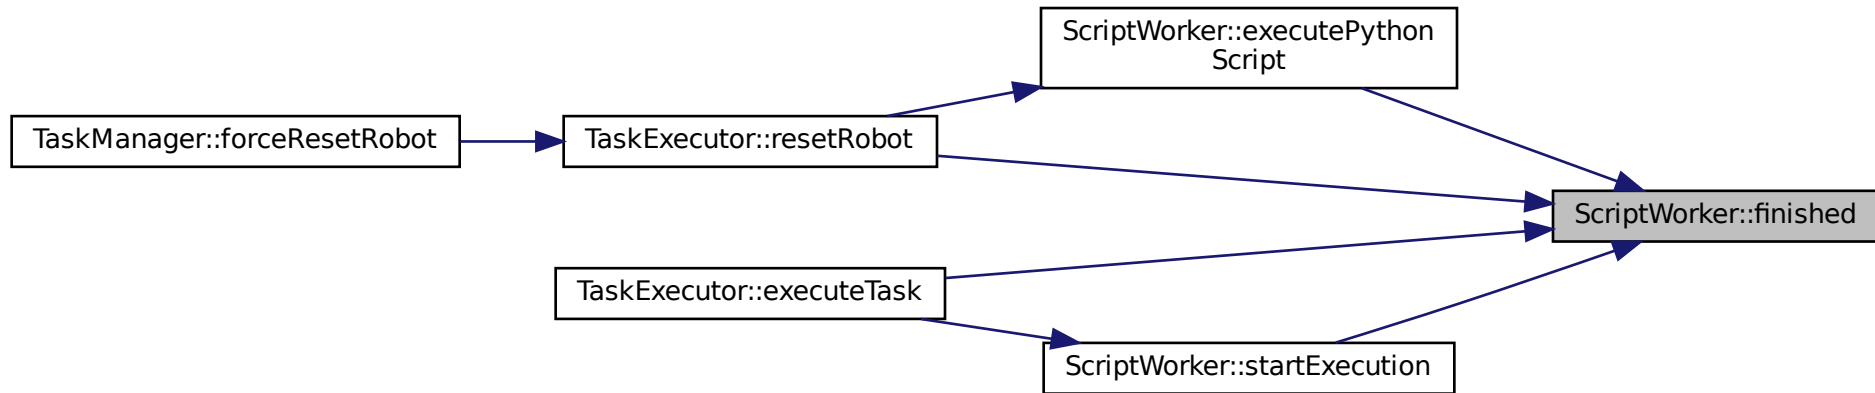 ScriptWorker::executePython
Script
TaskManager::forceResetRobot
TaskExecutor::resetRobot
ScriptWorker::finished
TaskExecutor::executeTask
ScriptWorker::startExecution